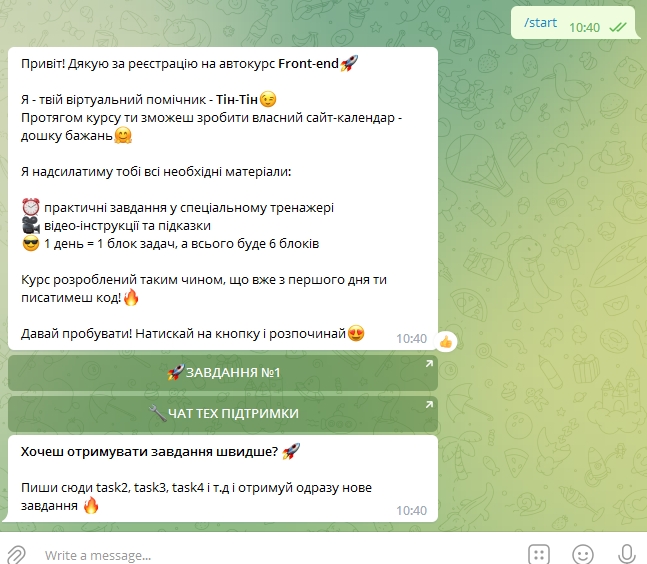 /start 10:40
Привіт! Дякую за реєстрацію на автокурс Front-end🚀
Я - твій віртуальний помічник - Тін-Тін😉
Протягом курсу ти зможеш зробити власний сайт-календар -
дошку бажань🤗
Я надсилатиму тобі всі необхідні матеріали:
⏰ практичні завдання у спеціальному тренажері
🎥 відео-інструкції та підказки
😎 1 день = 1 блок задач, а всього буде 6 блоків
Курс розроблений таким чином, що вже з першого дня ти
писатимеш код!🔥
Давай пробувати! Натискай на кнопку і розпочинай😍 10:40
🚀ЗАВДАННЯ №1
🔧ЧАТ ТЕХ ПІДТРИМКИ
Хочеш отримувати завдання швидше? 🚀
Пиши сюди task2, task3, task4 і т.д і отримуй одразу нове
завдання 🔥 10:40
Write a message...